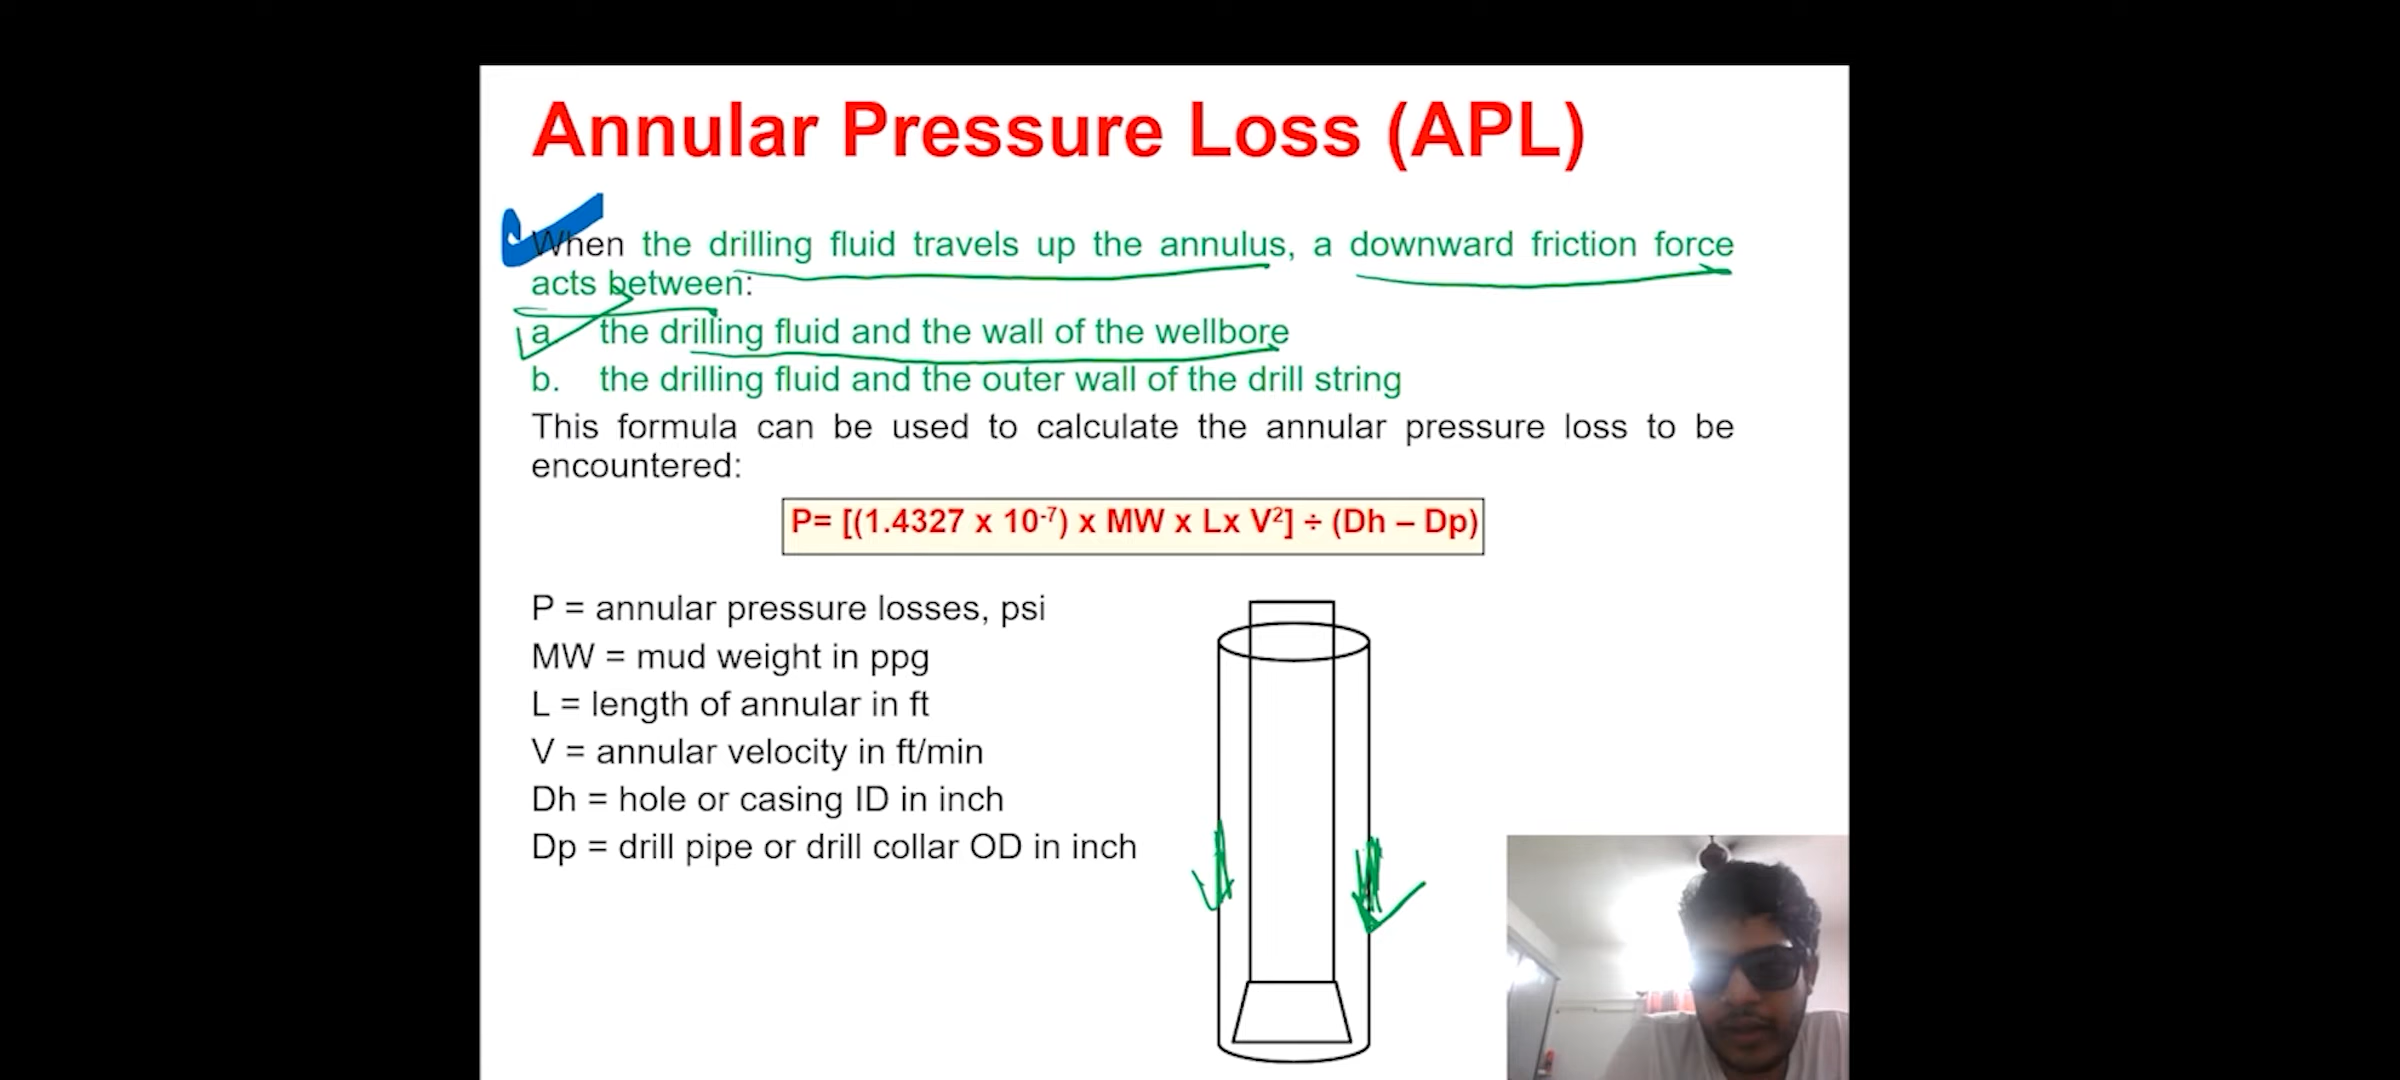 Annular Pressure Loss (APL)
When the drilling fluid travels up the annulus, a downward friction force
acts between:
a the drilling fluid and the wall of the wellbore
b. the drilling fluid and the outer wall of the drill string
This formula can be used to calculate the annular pressure loss to be
encountered:
P= [(1.4327 x 10⁻⁷) x MW x Lx V²] ÷ (Dh – Dp)
P = annular pressure losses, psi
MW = mud weight in ppg
L = length of annular in ft
V = annular velocity in ft/min
Dh = hole or casing ID in inch
Dp = drill pipe or drill collar OD in inch